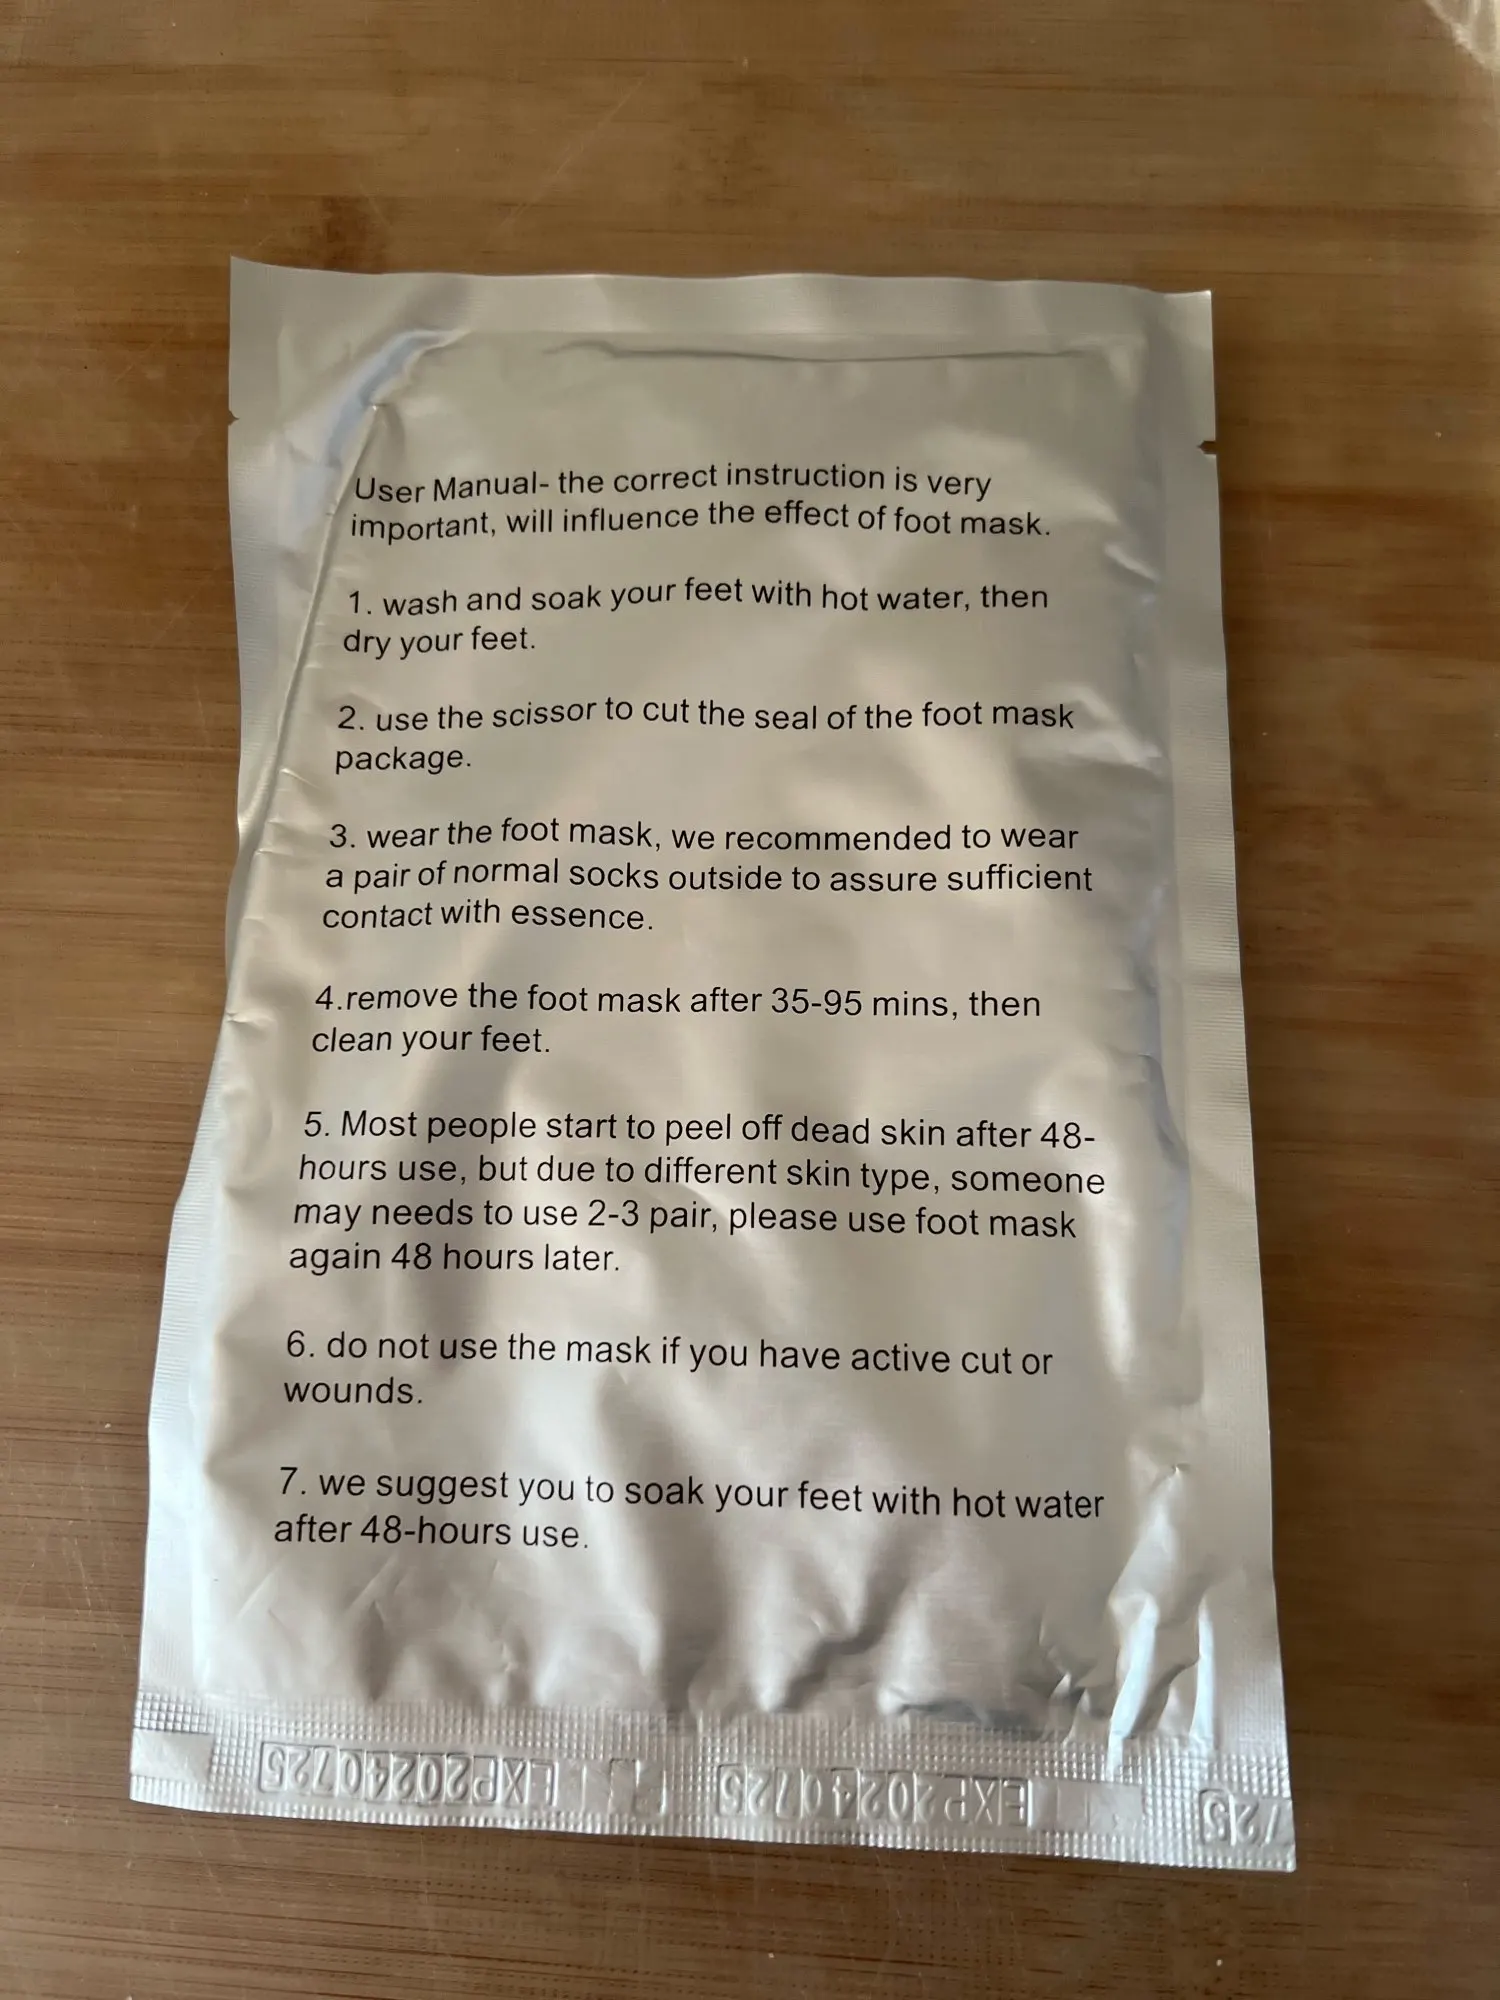 User Manual- the correct instruction is very
important, will influence the effect of foot mask.
1. wash and soak your feet with hot water, then
dry your feet.
2. use the scissor to cut the seal of the foot mask
package.
3. wear the foot mask, we recommended to wear
a pair of normal socks outside to assure sufficient
contact with essence.
4.remove the foot mask after 35-95 mins, then
clean your feet.
5. Most people start to peel off dead skin after 48-
hours use, but due to different skin type, someone
may needs to use 2-3 pair, please use foot mask
again 48 hours later.
6. do not use the mask if you have active cut or
wounds.
7. we suggest you to soak your feet with hot water
after 48-hours use.
EXP20240725 EXP20240725 725